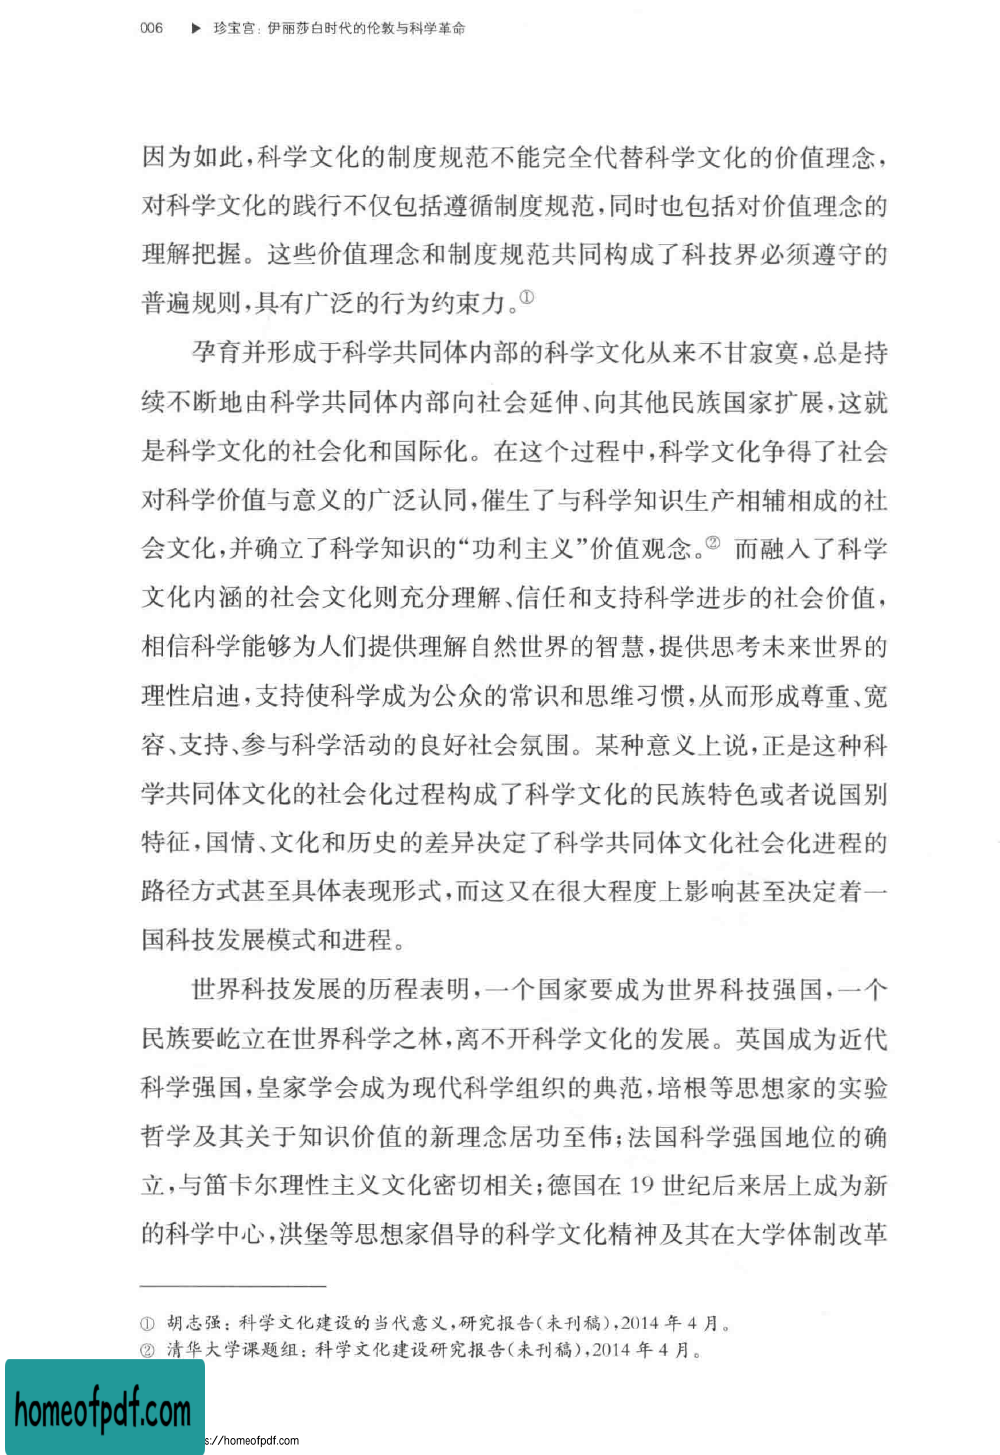 006 ▶ 珍宝宫：伊丽莎白时代的伦敦与科学革命
因为如此,科学文化的制度规范不能完全代替科学文化的价值理念,
对科学文化的践行不仅包括遵循制度规范,同时也包括对价值理念的
理解把握。这些价值理念和制度规范共同构成了科技界必须遵守的
普遍规则,具有广泛的行为约束力。①
孕育并形成于科学共同体内部的科学文化从来不甘寂寞,总是持
续不断地由科学共同体内部向社会延伸、向其他民族国家扩展,这就
是科学文化的社会化和国际化。在这个过程中,科学文化争得了社会
对科学价值与意义的广泛认同,催生了与科学知识生产相辅相成的社
会文化,并确立了科学知识的“功利主义”价值观念。② 而融入了科学
文化内涵的社会文化则充分理解、信任和支持科学进步的社会价值,
相信科学能够为人们提供理解自然世界的智慧,提供思考未来世界的
理性启迪,支持使科学成为公众的常识和思维习惯,从而形成尊重、宽
容、支持、参与科学活动的良好社会氛围。某种意义上说,正是这种科
学共同体文化的社会化过程构成了科学文化的民族特色或者说国别
特征,国情、文化和历史的差异决定了科学共同体文化社会化进程的
路径方式甚至具体表现形式,而这又在很大程度上影响甚至决定着一
国科技发展模式和进程。
世界科技发展的历程表明,一个国家要成为世界科技强国,一个
民族要屹立在世界科学之林,离不开科学文化的发展。英国成为近代
科学强国,皇家学会成为现代科学组织的典范,培根等思想家的实验
哲学及其关于知识价值的新理念居功至伟;法国科学强国地位的确
立,与笛卡尔理性主义文化密切相关;德国在 19 世纪后来居上成为新
的科学中心,洪堡等思想家倡导的科学文化精神及其在大学体制改革
① 胡志强：科学文化建设的当代意义,研究报告(未刊稿),2014 年 4 月。
② 清华大学课题组：科学文化建设研究报告(未刊稿),2014 年 4 月。
homeofpdf.com
s://homeofpdf.com